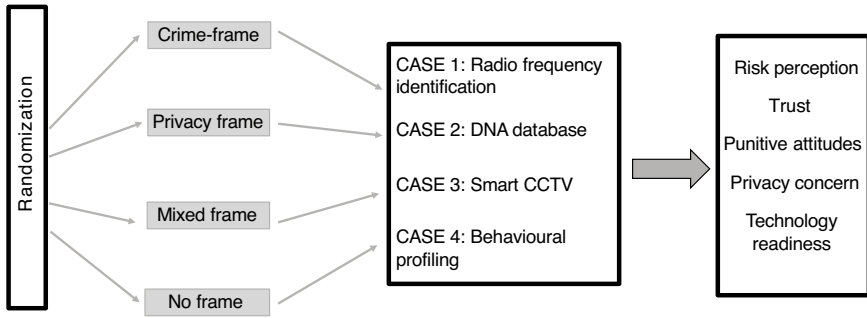 Randomization
Crime-frame
Privacy frame
Mixed frame
No frame
CASE 1: Radio frequency
identification
CASE 2: DNA database
CASE 3: Smart CCTV
CASE 4: Behavioural
profiling
Risk perception
Trust
Punitive attitudes
Privacy concern
Technology
readiness